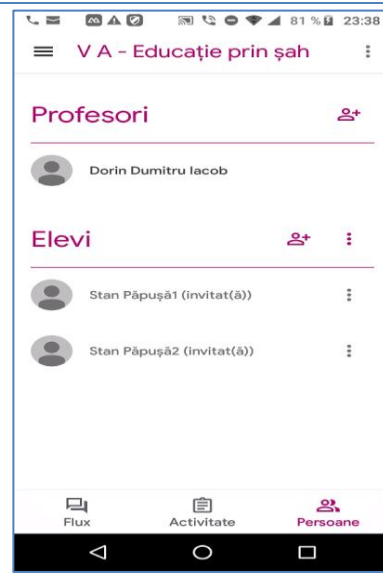 81 % 23:38
V A - Educație prin șah
Profesori
Dorin Dumitru Iacob
Elevi
Stan Păpușă1 (invitat(ă))
Stan Păpușă2 (invitat(ă))
Flux Activitate Persoane